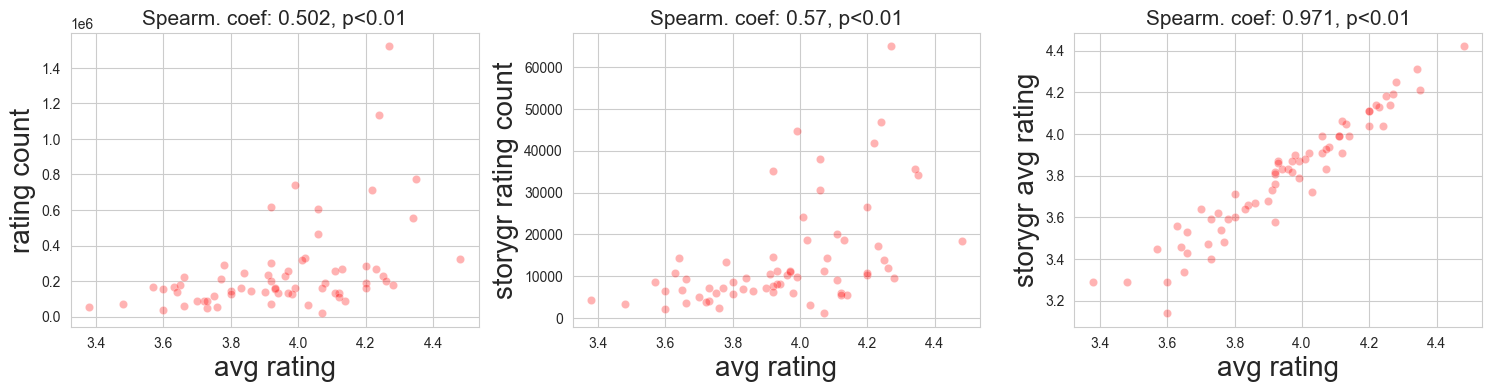 Spearm. coef: 0.502, p<0.01
1e6
1.4
1.2
1.0
0.8
0.6
0.4
0.2
0.0
rating count
3.4 3.6 3.8 4.0 4.2 4.4
avg rating
Spearm. coef: 0.57, p<0.01
60000
50000
40000
30000
20000
10000
0
storygr rating count
3.4 3.6 3.8 4.0 4.2 4.4
avg rating
Spearm. coef: 0.971, p<0.01
4.4
4.2
4.0
3.8
3.6
3.4
3.2
storygr avg rating
3.4 3.6 3.8 4.0 4.2 4.4
avg rating